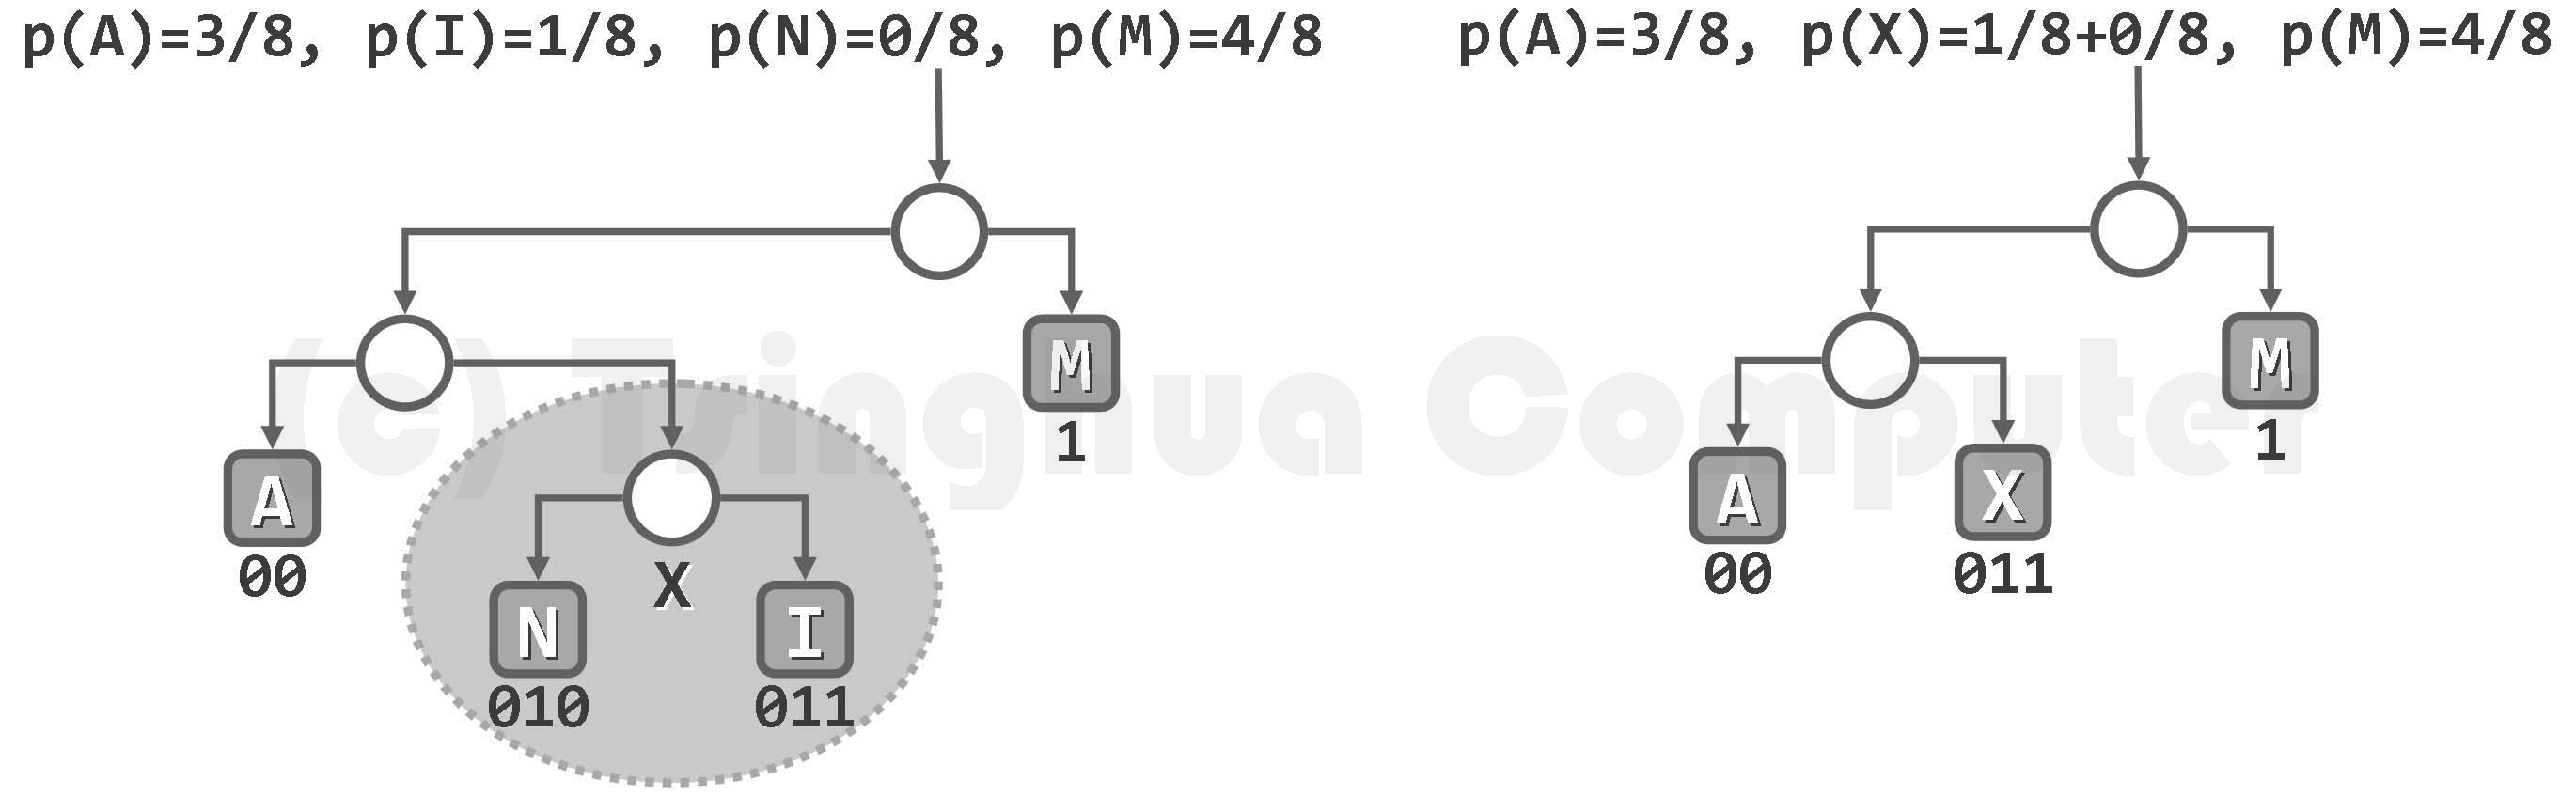 p(A)=3/8, p(I)=1/8, p(N)=0/8, p(M)=4/8
p(A)=3/8, p(X)=1/8+0/8, p(M)=4/8
(c) Tsinghua Computer
M
1
A
00
X
N
010
I
011
M
1
A
00
X
011